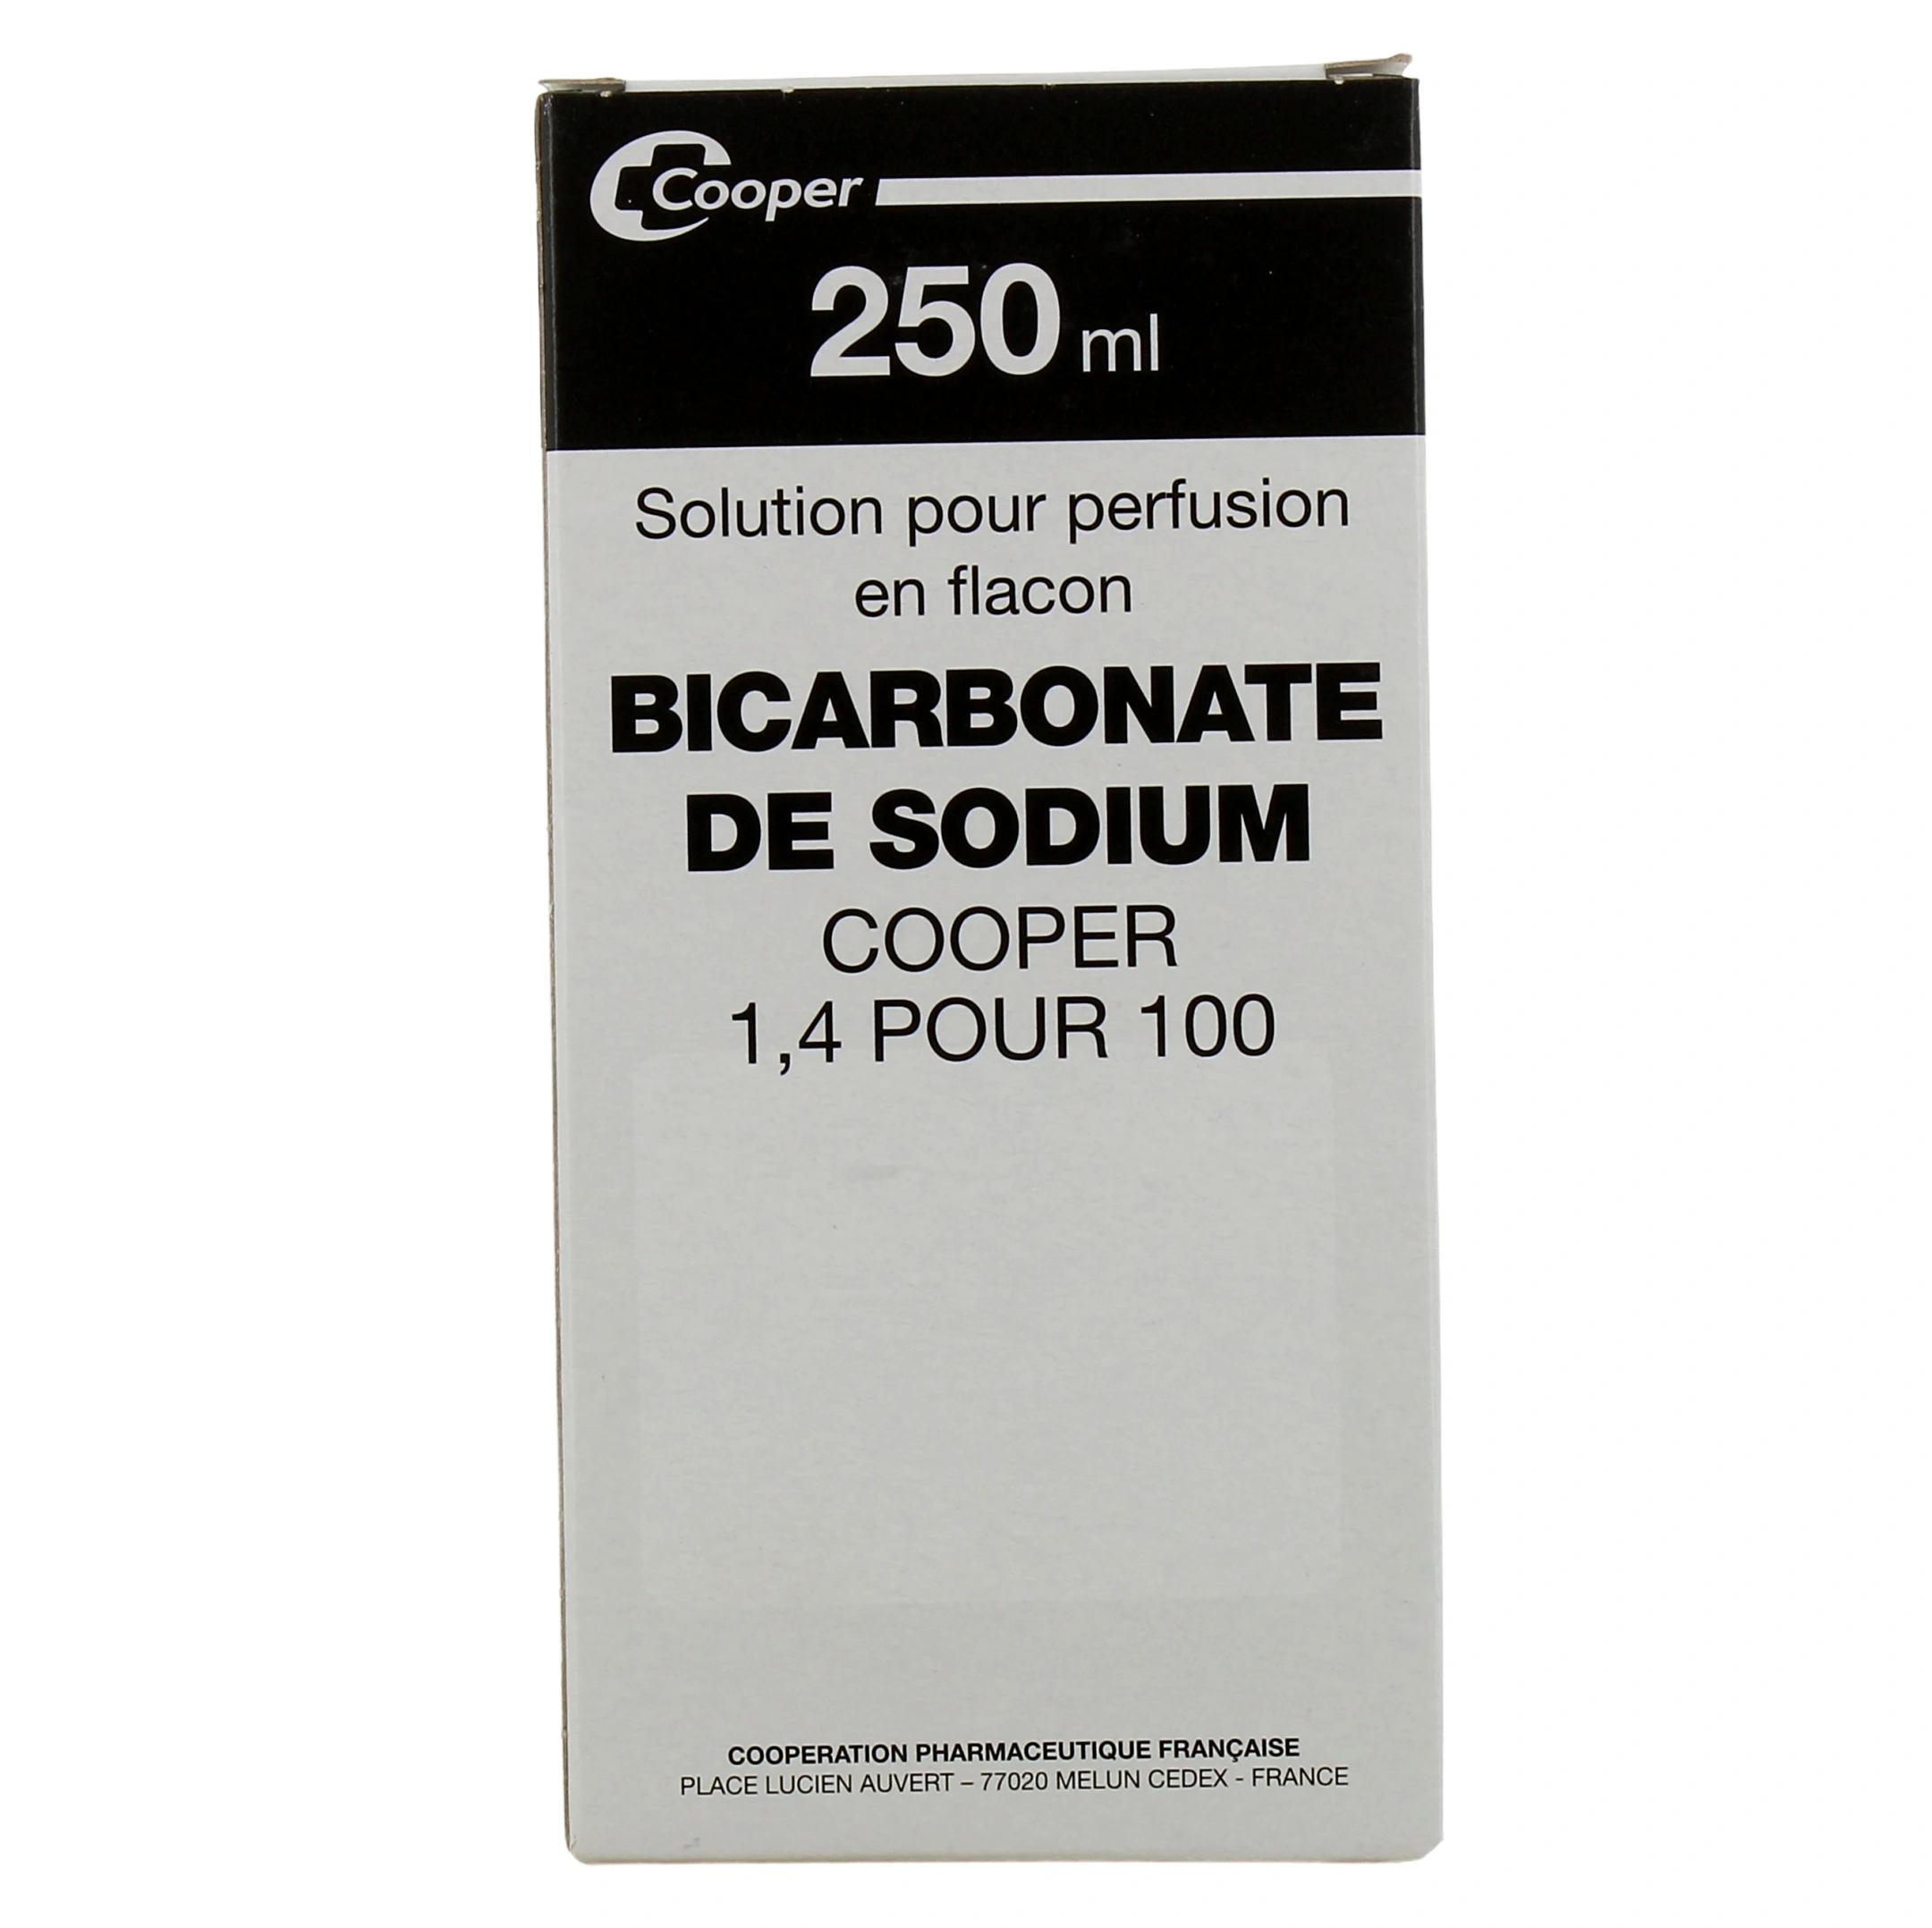 Cooper
250 ml
Solution pour perfusion
en flacon
BICARBONATE
DE SODIUM
COOPER
1,4 POUR 100
COOPERATION PHARMACEUTIQUE FRANÇAISE
PLACE LUCIEN AUVERT – 77020 MELUN CEDEX - FRANCE